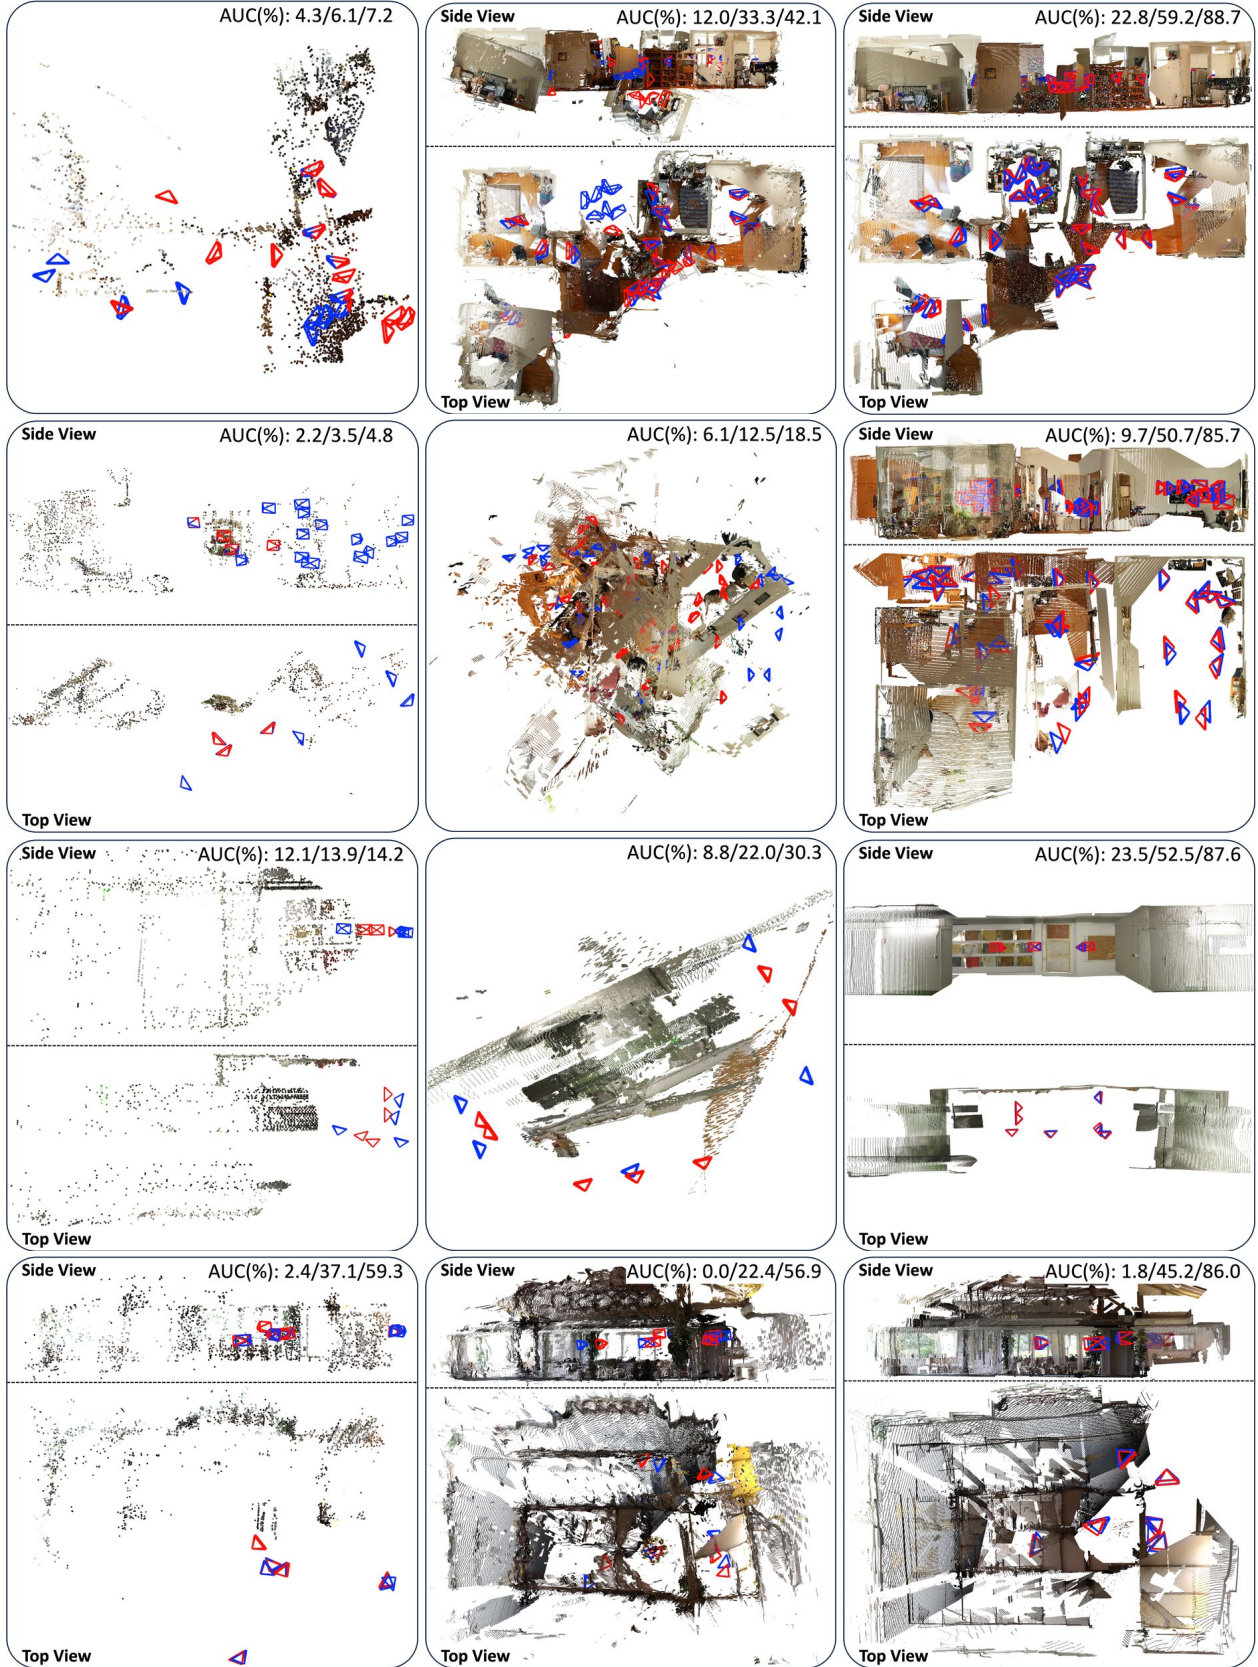 AUC(%): 4.3/6.1/7.2
Side View
AUC(%): 12.0/33.3/42.1
Top View
Side View
AUC(%): 22.8/59.2/88.7
Top View
Side View
AUC(%): 2.2/3.5/4.8
Top View
AUC(%): 6.1/12.5/18.5
Side View
AUC(%): 9.7/50.7/85.7
Top View
Side View
AUC(%): 12.1/13.9/14.2
Top View
AUC(%): 8.8/22.0/30.3
Side View
AUC(%): 23.5/52.5/87.6
Top View
Side View
AUC(%): 2.4/37.1/59.3
Top View
Side View
AUC(%): 0.0/22.4/56.9
Top View
Side View
AUC(%): 1.8/45.2/86.0
Top View